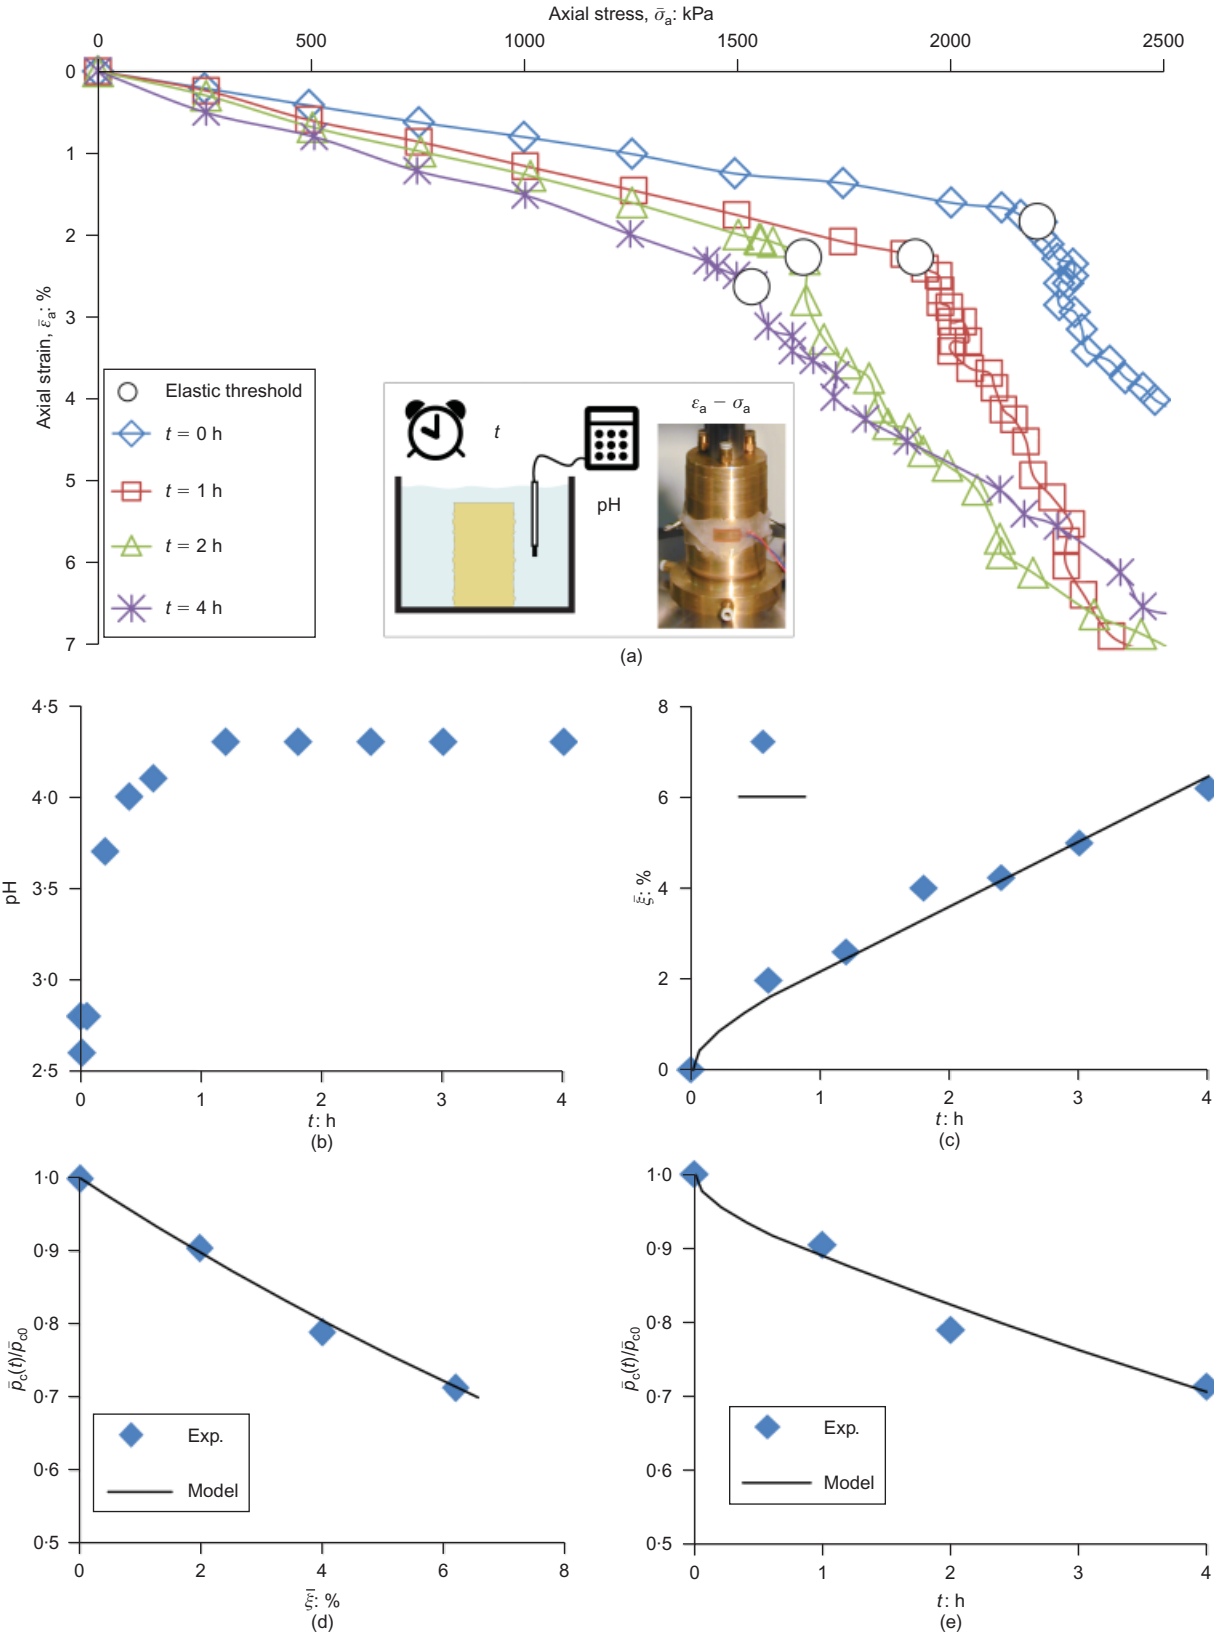 Axial stress, σ̄a: kPa
0 500 1000 1500 2000 2500
0
1
2
3
4
5
6
7
Axial strain, ε̄a: %
Elastic threshold
t = 0 h
t = 1 h
t = 2 h
t = 4 h
t
pH
εa − σa
(a)
4·5
4·0
3·5
3·0
2·5
pH
0 1 2 3 4
t: h
(b)
8
6
4
2
0
ξ̄: %
0 1 2 3 4
t: h
(c)
1·0
0·9
0·8
0·7
0·6
0·5
p̄c(t)/p̄c0
Exp.
Model
0 2 4 6 8
ξ̄: %
(d)
1·0
0·9
0·8
0·7
0·6
0·5
p̄c(t)/p̄c0
Exp.
Model
0 1 2 3 4
t: h
(e)